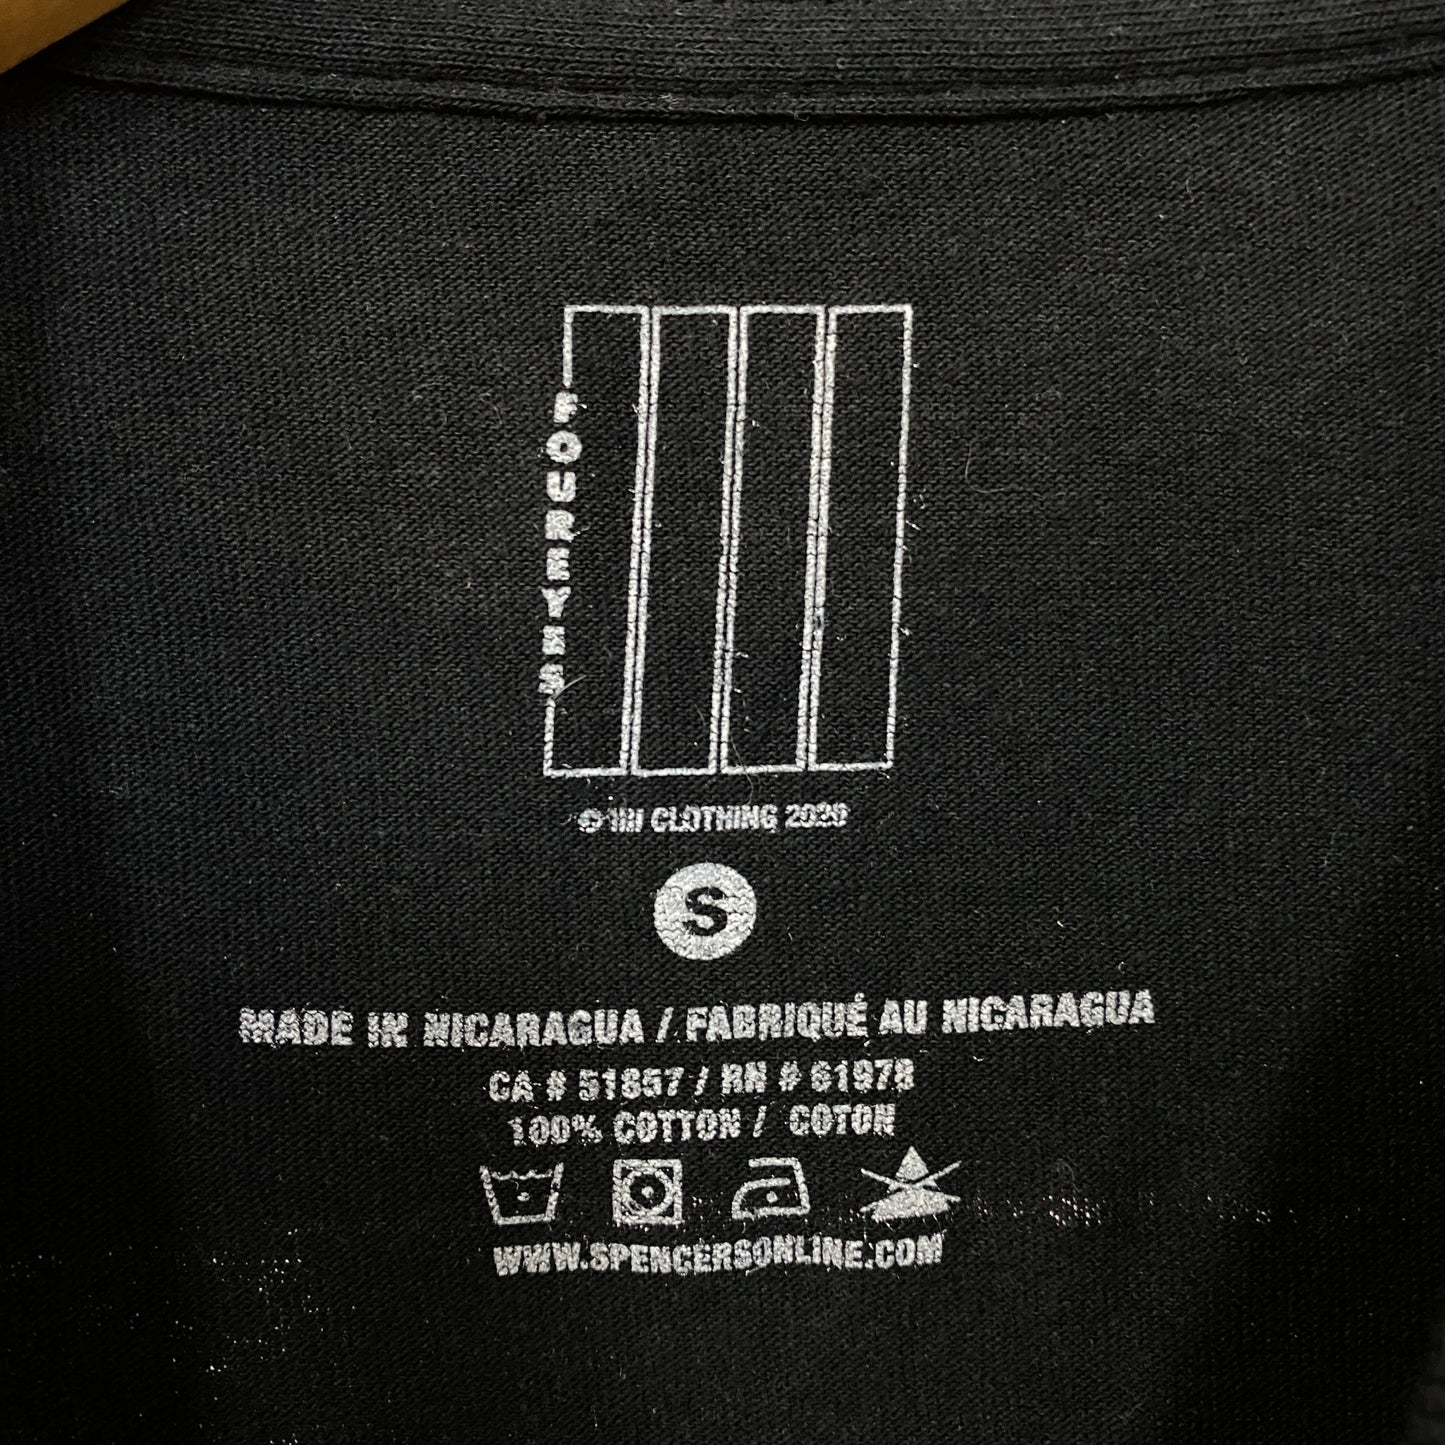 FOUREYES
© IIII CLOTHING 2020
S
MADE IN NICARAGUA / FABRIQUÉ AU NICARAGUA
CA # 51857 / RN # 61978
100% COTTON / COTON
WWW.SPENCERSONLINE.COM